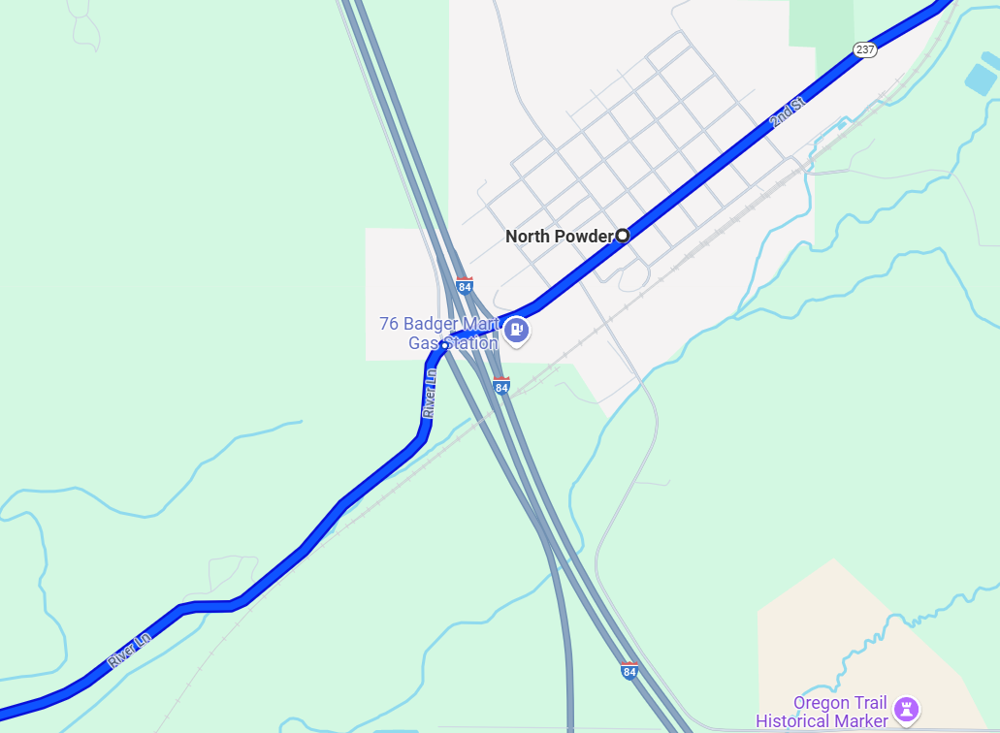 237
2nd St
North Powder
84
76 Badger Mart
Gas Station
84
River Ln
River Ln
84
Oregon Trail
Historical Marker